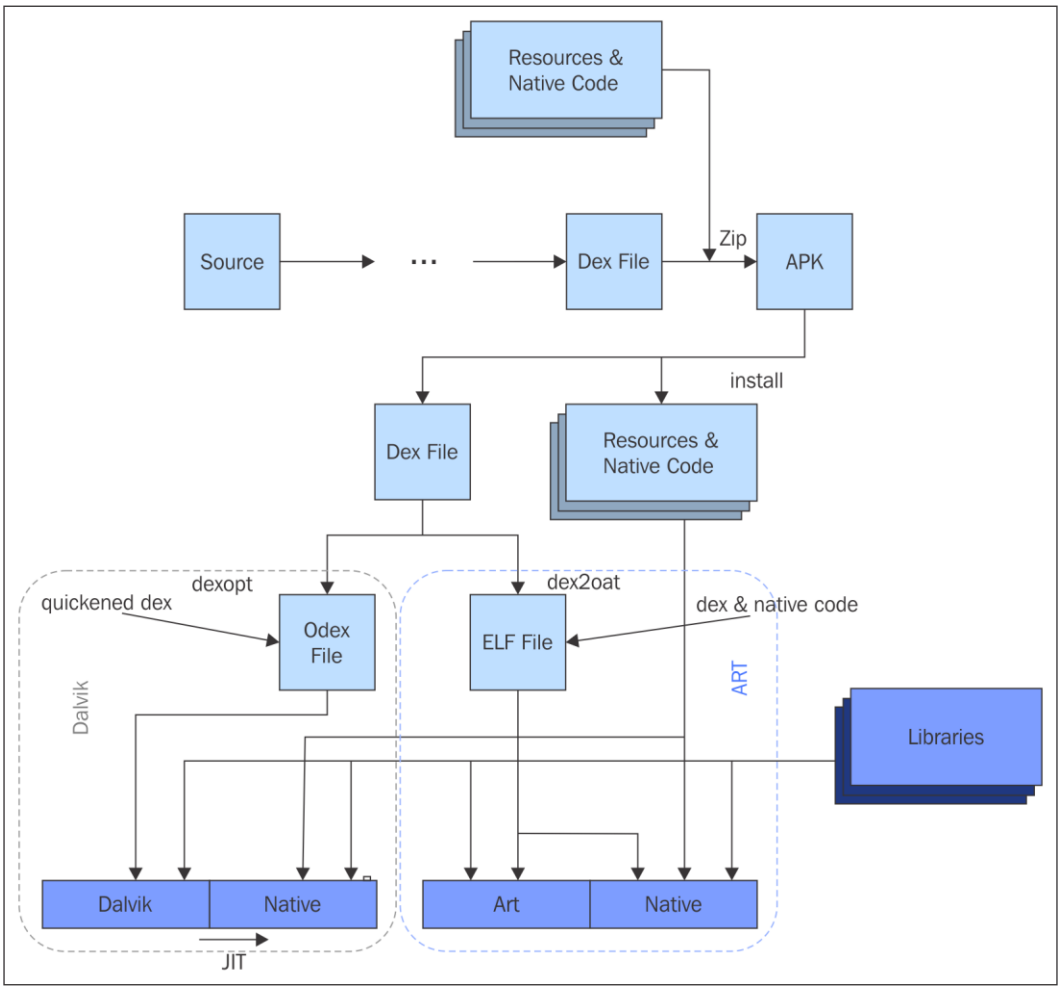 Resources &
Native Code
Source
...
Dex File
Zip
APK
install
Dex File
Resources &
Native Code
dexopt
dex2oat
quickened dex
dex & native code
Odex
File
ELF File
Dalvik
ART
Libraries
Dalvik
Native
Art
Native
JIT